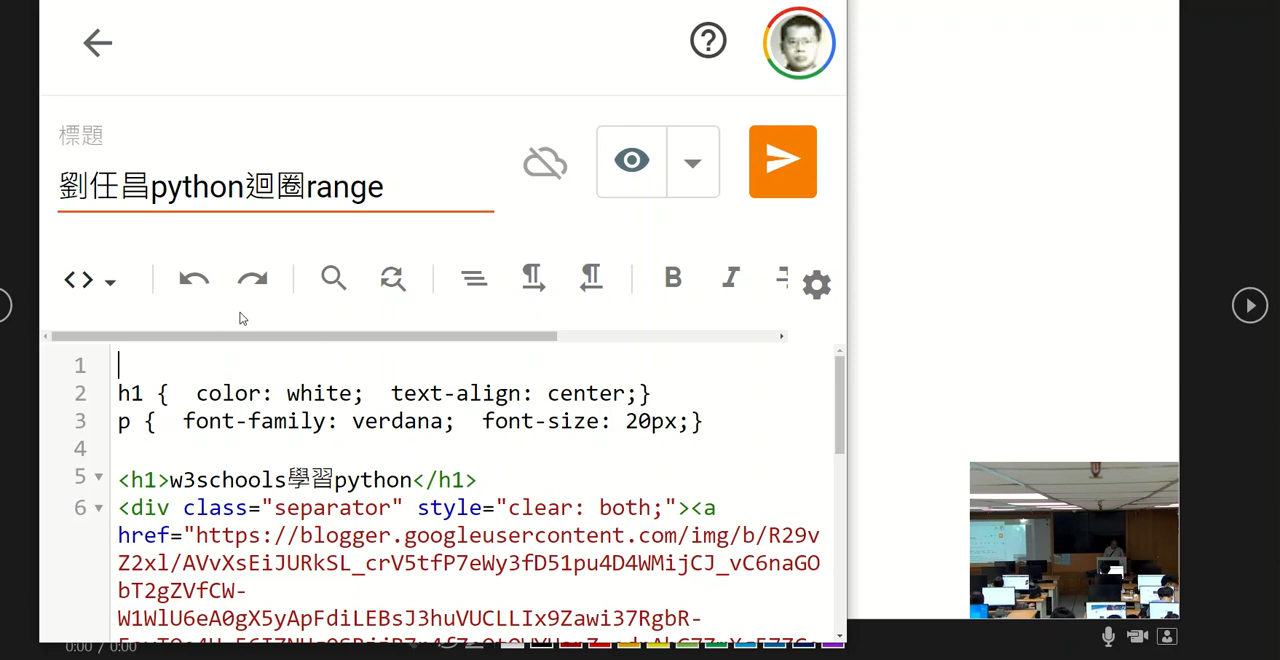 標題
劉任昌python迴圈range
1
2 h1 {  color: white;  text-align: center;}
3 p {  font-family: verdana;  font-size: 20px;}
4
5 <h1>w3schools學習python</h1>
6 <div class="separator" style="clear: both;"><a
href="https://blogger.googleusercontent.com/img/b/R29v
Z2xl/AVvXsEiJURkSL_crV5tfP7eWy3fD51pu4D4WMijCJ_vC6naGO
bT2gZVfCW-
W1WlU6eA0gX5yApFdiLEBsJ3huVUCLLIx9Zawi37RgbR-
0:00 / 0:00